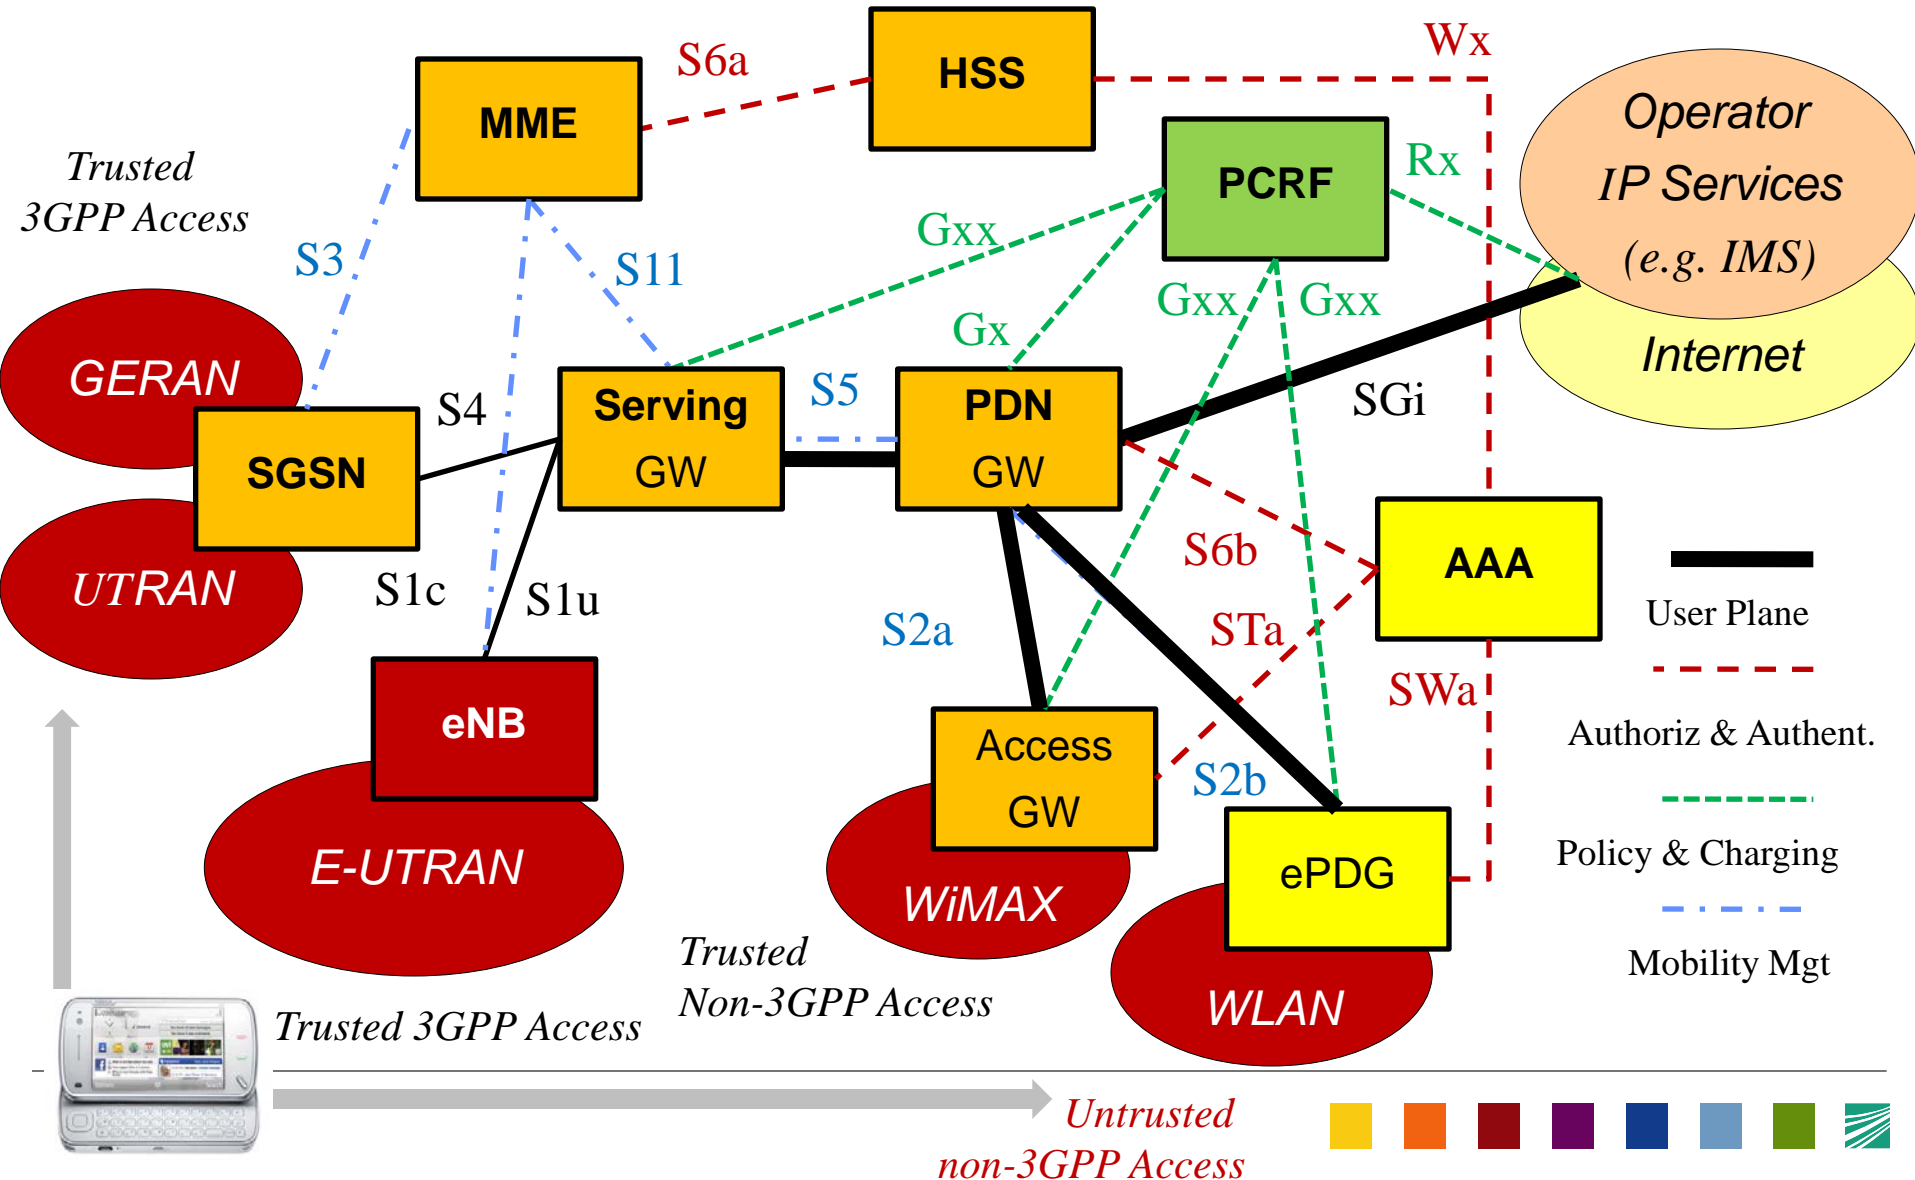 S6a
HSS
Wx
MME
Operator
IP Services
(e.g. IMS)
Trusted
3GPP Access
PCRF
Rx
Gxx
S3
S11
Gxx
Gxx
Gx
Internet
GERAN
S4
Serving
GW
S5
PDN
GW
SGi
SGSN
UTRAN
S1c
S1u
S6b
AAA
User Plane
S2a
STa
SWa
eNB
Access
GW
S2b
Authoriz & Authent.
E-UTRAN
WiMAX
ePDG
Policy & Charging
Trusted
Non-3GPP Access
Mobility Mgt
WLAN
Trusted 3GPP Access
Untrusted
non-3GPP Access